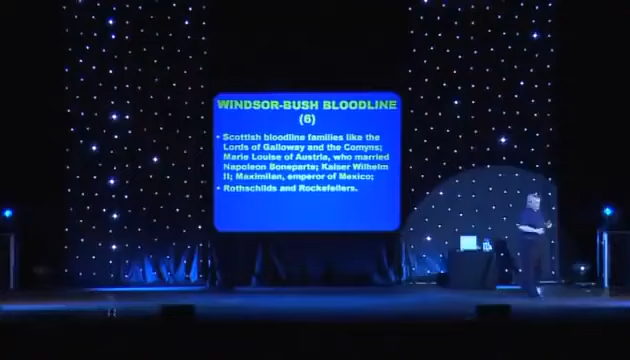 WINDSOR-BUSH BLOODLINE
(6)
• Scottish bloodline families like the
Lords of Galloway and the Comyns;
Marie Louise of Austria, who married
Napoleon Bonaparte; Kaiser Wilhelm
II; Maximilian, emperor of Mexico;
• Rothschilds and Rockefellers.